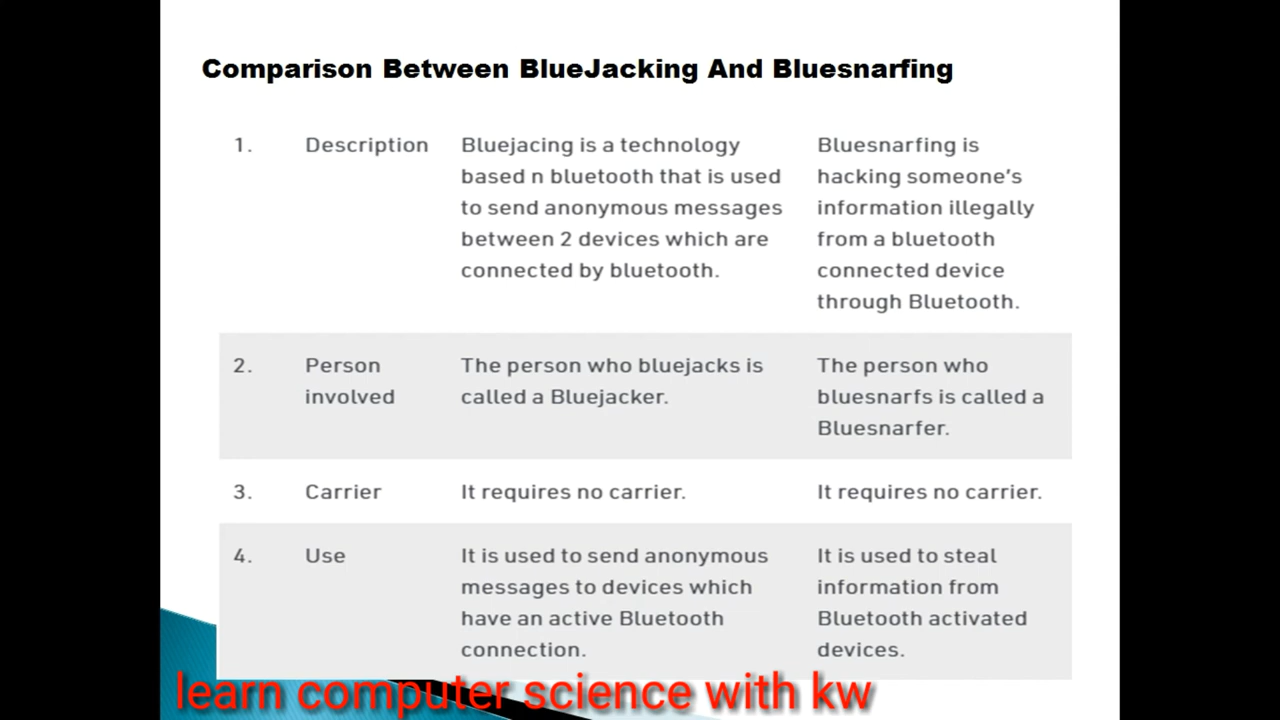 Comparison Between BlueJacking And Bluesnarfing
1. Description Bluejacing is a technology Bluesnarfing is
based n bluetooth that is used hacking someone's
to send anonymous messages information illegally
between 2 devices which are from a bluetooth
connected by bluetooth. connected device
through Bluetooth.
2. Person The person who bluejacks is The person who
involved called a Bluejacker. bluesnarfs is called a
Bluesnarfer.
3. Carrier It requires no carrier. It requires no carrier.
4. Use It is used to send anonymous It is used to steal
messages to devices which information from
have an active Bluetooth Bluetooth activated
connection. devices.
learn computer science with kw